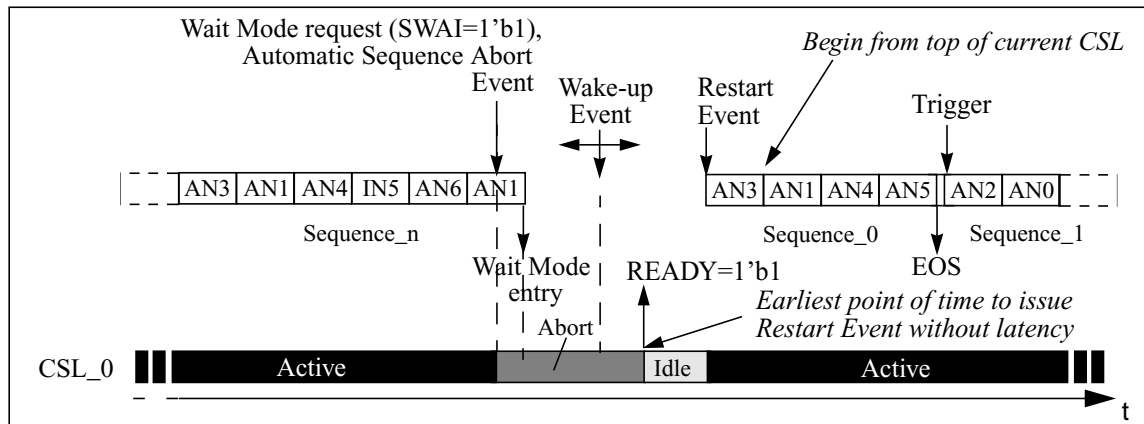 Wait Mode request (SWAI=1’b1),
Automatic Sequence Abort
Event
Wake-up
Event
Restart
Event
Begin from top of current CSL
Trigger
AN3 AN1 AN4 IN5 AN6 AN1
AN3 AN1 AN4 AN5 AN2 AN0
Sequence_n
Sequence_0
Sequence_1
Wait Mode
entry
READY=1’b1
EOS
Earliest point of time to issue
Restart Event without latency
Abort
CSL_0 Active Idle Active
t